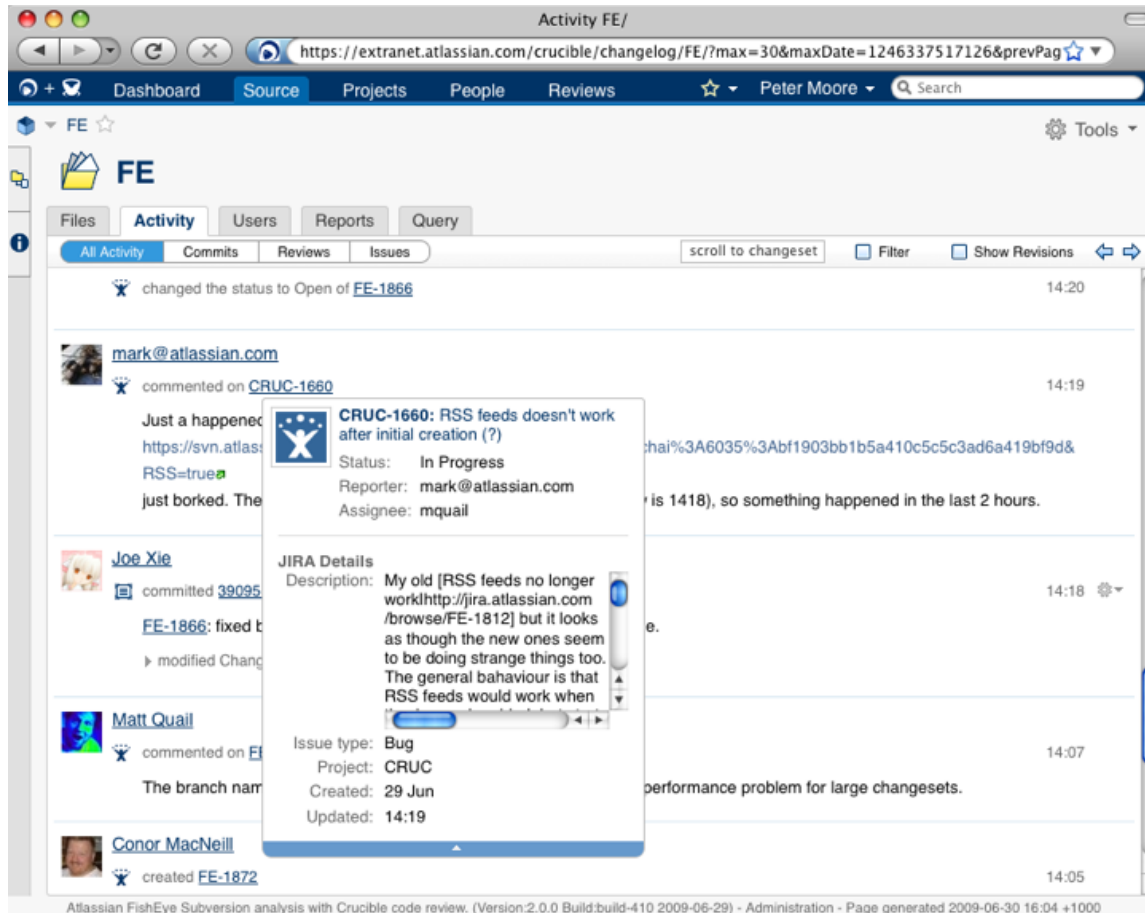 Activity FE/
https://extranet.atlassian.com/crucible/changelog/FE/?max=30&maxDate=1246337517126&prevPag
+ Dashboard Source Projects People Reviews Peter Moore Search
FE Tools
FE
Files Activity Users Reports Query
All Activity Commits Reviews Issues scroll to changeset Filter Show Revisions
changed the status to Open of FE-1866 14:20
mark@atlassian.com
commented on CRUC-1660 14:19
Just a happened
https://svn.atlass chai%3A6035%3Abf1903bb1b5a410c5c5c3ad6a419bf9d&
RSS=true
just borked. The is 1418), so something happened in the last 2 hours.
CRUC-1660: RSS feeds doesn't work
after initial creation (?)
Status: In Progress
Reporter: mark@atlassian.com
Assignee: mquail
JIRA Details
Description: My old [RSS feeds no longer
work|http://jira.atlassian.com
/browse/FE-1812] but it looks
as though the new ones seem
to be doing strange things too.
The general bahaviour is that
RSS feeds would work when
Issue type: Bug
Project: CRUC
Created: 29 Jun
Updated: 14:19
Joe Xie
committed 39095 14:18
FE-1866: fixed b e.
modified Chang
Matt Quail
commented on FE 14:07
The branch nam performance problem for large changesets.
Conor MacNeill
created FE-1872 14:05
Atlassian FishEye Subversion analysis with Crucible code review. (Version:2.0.0 Build:build-410 2009-06-29) - Administration - Page generated 2009-06-30 16:04 +1000